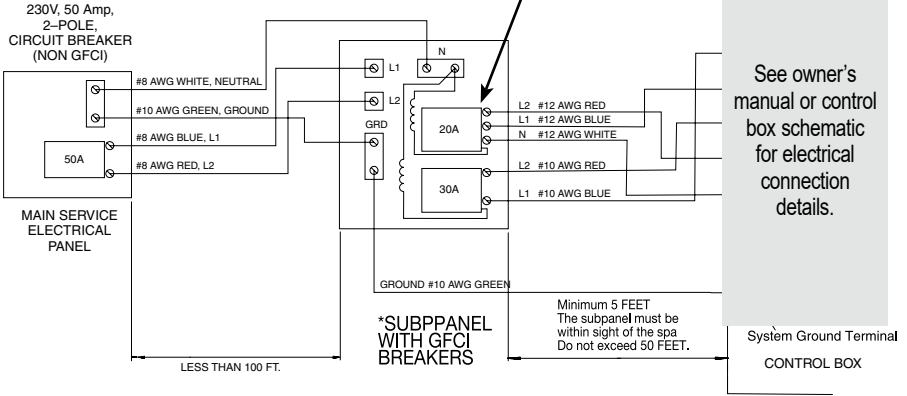 230V, 50 Amp,
2–POLE,
CIRCUIT BREAKER
(NON GFCI)
#8 AWG WHITE, NEUTRAL
#10 AWG GREEN, GROUND
#8 AWG BLUE, L1
#8 AWG RED, L2
50A
MAIN SERVICE
ELECTRICAL
PANEL
N
L1
L2
GRD
20A
30A
L2 #12 AWG RED
L1 #12 AWG BLUE
N #12 AWG WHITE
L2 #10 AWG RED
L1 #10 AWG BLUE
See owner's
manual or control
box schematic
for electrical
connection
details.
GROUND #10 AWG GREEN
*SUBPPANEL
WITH GFCI
BREAKERS
Minimum 5 FEET
The subpanel must be
within sight of the spa
Do not exceed 50 FEET.
LESS THAN 100 FT.
System Ground Terminal
CONTROL BOX